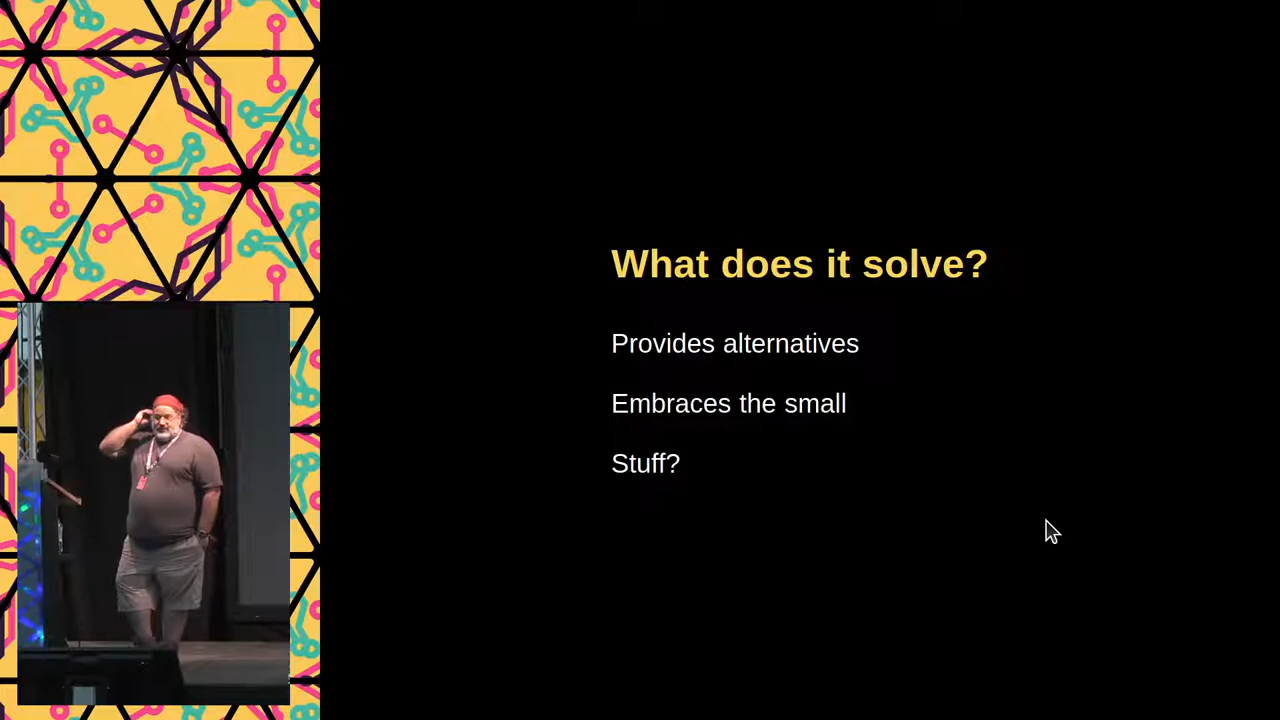 What does it solve?
Provides alternatives
Embraces the small
Stuff?